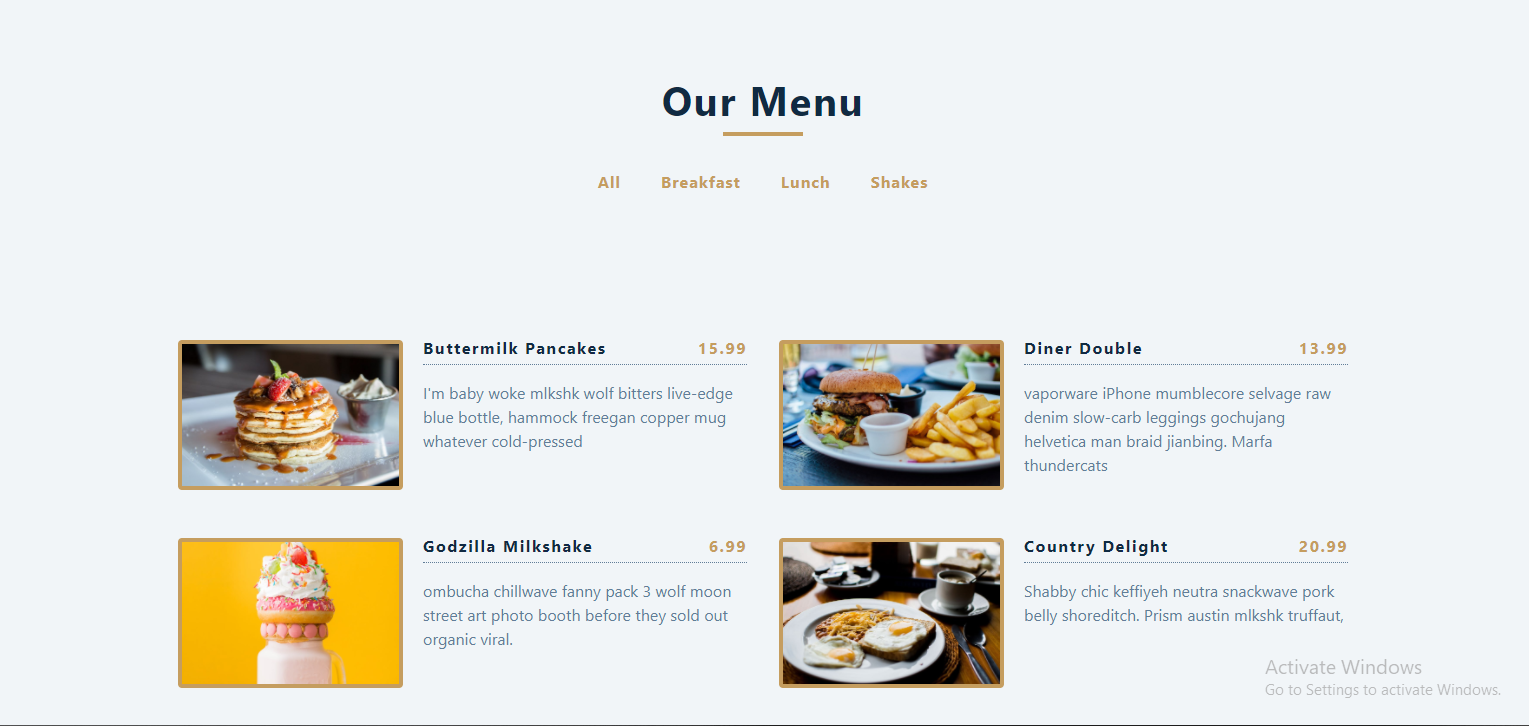 Our Menu
All Breakfast Lunch Shakes
Buttermilk Pancakes 15.99
I'm baby woke mlkshk wolf bitters live-edge
blue bottle, hammock freegan copper mug
whatever cold-pressed
Diner Double 13.99
vaporware iPhone mumblecore selvage raw
denim slow-carb leggings gochujang
helvetica man braid jianbing. Marfa
thundercats
Godzilla Milkshake 6.99
ombucha chillwave fanny pack 3 wolf moon
street art photo booth before they sold out
organic viral.
Country Delight 20.99
Shabby chic keffiyeh neutra snackwave pork
belly shoreditch. Prism austin mlkshk truffaut,
Activate Windows
Go to Settings to activate Windows.